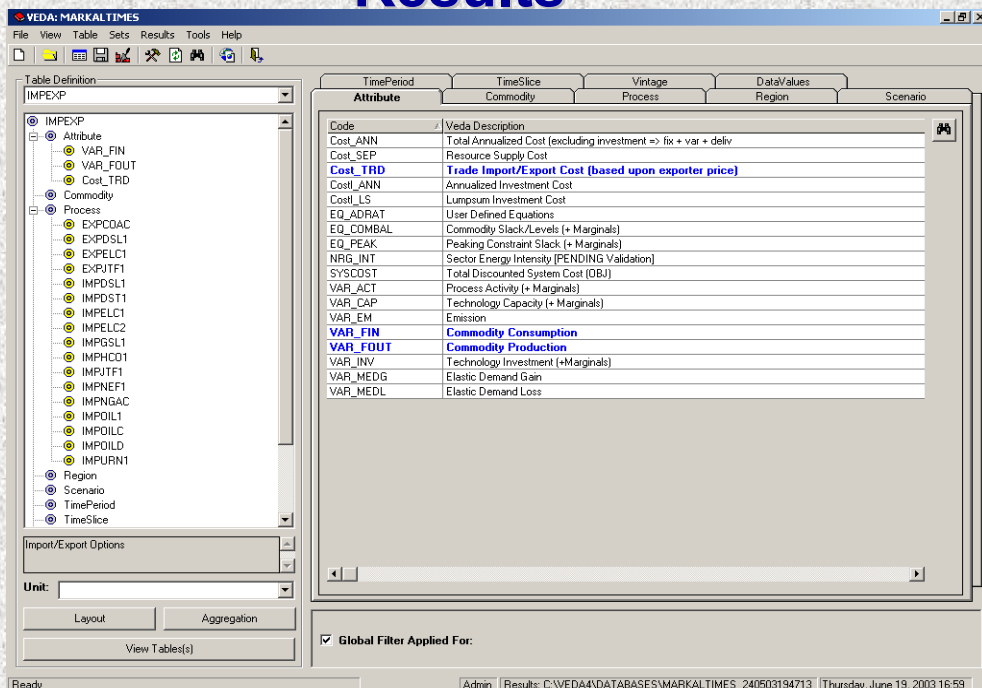 Results
VEDA: MARKALTIMES
File View Table Sets Results Tools Help
Table Definition
IMPEXP
IMPEXP
Attribute
VAR_FIN
VAR_FOUT
Cost_TRD
Commodity
Process
EXPCOAC
EXPDSL1
EXPELC1
EXPJTF1
IMPDSL1
IMPDST1
IMPELC1
IMPELC2
IMPGSL1
IMPHCO1
IMPJTF1
IMPNEF1
IMPNGAC
IMPOIL1
IMPOILC
IMPOILD
IMPURN1
Region
Scenario
TimePeriod
TimeSlice
Import/Export Options
Unit:
Layout Aggregation
View Tables(s)
TimePeriod TimeSlice Vintage DataValues
Attribute Commodity Process Region Scenario
Code Veda Description
Cost_ANN Total Annualized Cost (excluding investment => fix + var + deliv
Cost_SEP Resource Supply Cost
Cost_TRD Trade Import/Export Cost (based upon exporter price)
CostI_ANN Annualized Investment Cost
CostI_LS Lumpsum Investment Cost
EQ_ADRAT User Defined Equations
EQ_COMBAL Commodity Slack/Levels (+ Marginals)
EQ_PEAK Peaking Constraint Slack (+ Marginals)
NRG_INT Sector Energy Intensity [PENDING Validation]
SYSCOST Total Discounted System Cost (OBJ)
VAR_ACT Process Activity (+ Marginals)
VAR_CAP Technology Capacity (+ Marginals)
VAR_EM Emission
VAR_FIN Commodity Consumption
VAR_FOUT Commodity Production
VAR_INV Technology Investment (+Marginals)
VAR_MEDG Elastic Demand Gain
VAR_MEDL Elastic Demand Loss
Global Filter Applied For:
Ready Admin Results: C:\VEDA4\DATABASES\MARKALTIMES_240503194713 Thursday, June 19, 2003 16:59